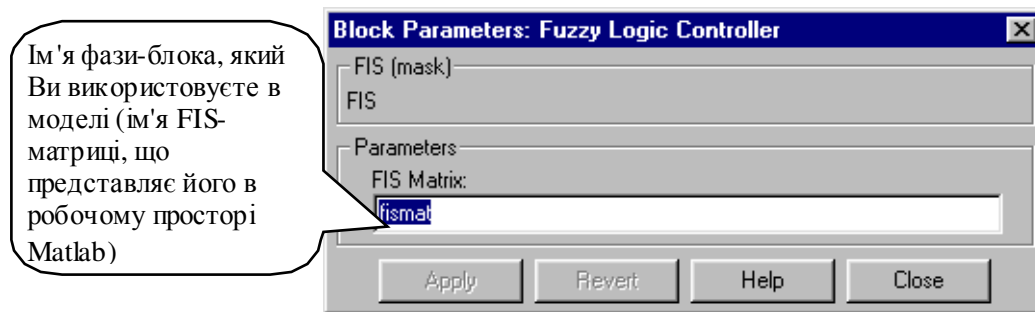 Ім'я фази-блока, який
Ви використовуєте в
моделі (ім'я FIS-
матриці, що
представляє його в
робочому просторі
Matlab)
Block Parameters: Fuzzy Logic Controller
FIS (mask)
FIS
Parameters
FIS Matrix:
fismat
Apply Revert Help Close